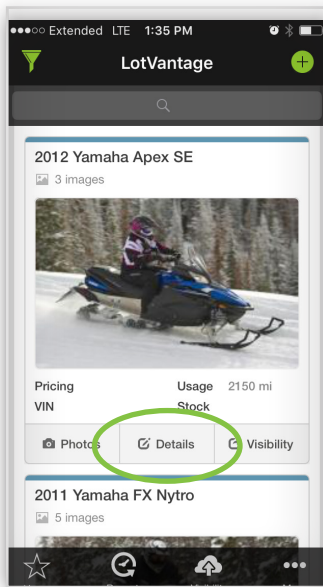 Extended LTE 1:35 PM
LotVantage
2012 Yamaha Apex SE
3 images
Pricing Usage 2150 mi
VIN Stock
Photos Details Visibility
2011 Yamaha FX Nytro
5 images